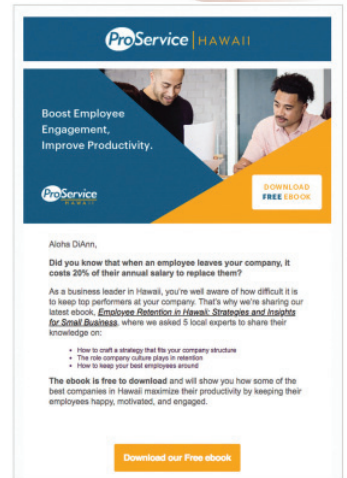 ProService | HAWAII
Boost Employee
Engagement,
Improve Productivity.
ProService
HAWAII
DOWNLOAD
FREE EBOOK
Aloha DiAnn,
Did you know that when an employee leaves your company, it
costs 20% of their annual salary to replace them?
As a business leader in Hawaii, you're well aware of how difficult it is
to keep top performers at your company. That's why we're sharing our
latest ebook, Employee Retention in Hawaii: Strategies and Insights
for Small Business, where we asked 5 local experts to share their
knowledge on:
• How to craft a strategy that fits your company structure
• The role company culture plays in retention
• How to keep your best employees around
The ebook is free to download and will show you how some of the
best companies in Hawaii maximize their productivity by keeping their
employees happy, motivated, and engaged.
Download our Free ebook